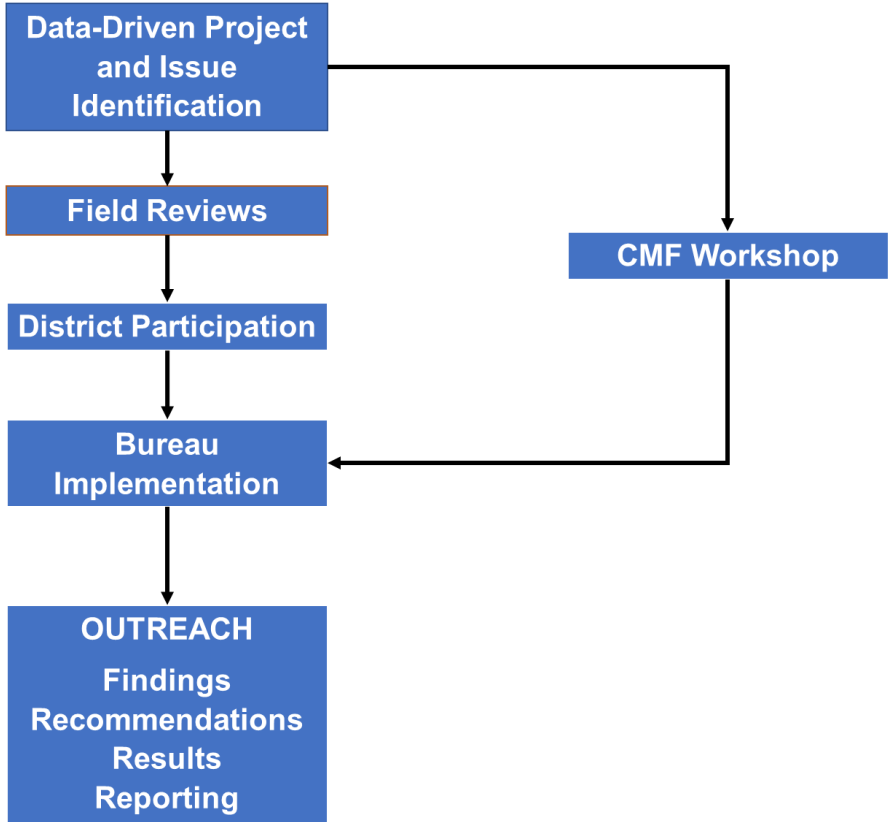 Data-Driven Project
and Issue
Identification
Field Reviews
CMF Workshop
District Participation
Bureau
Implementation
OUTREACH
Findings
Recommendations
Results
Reporting